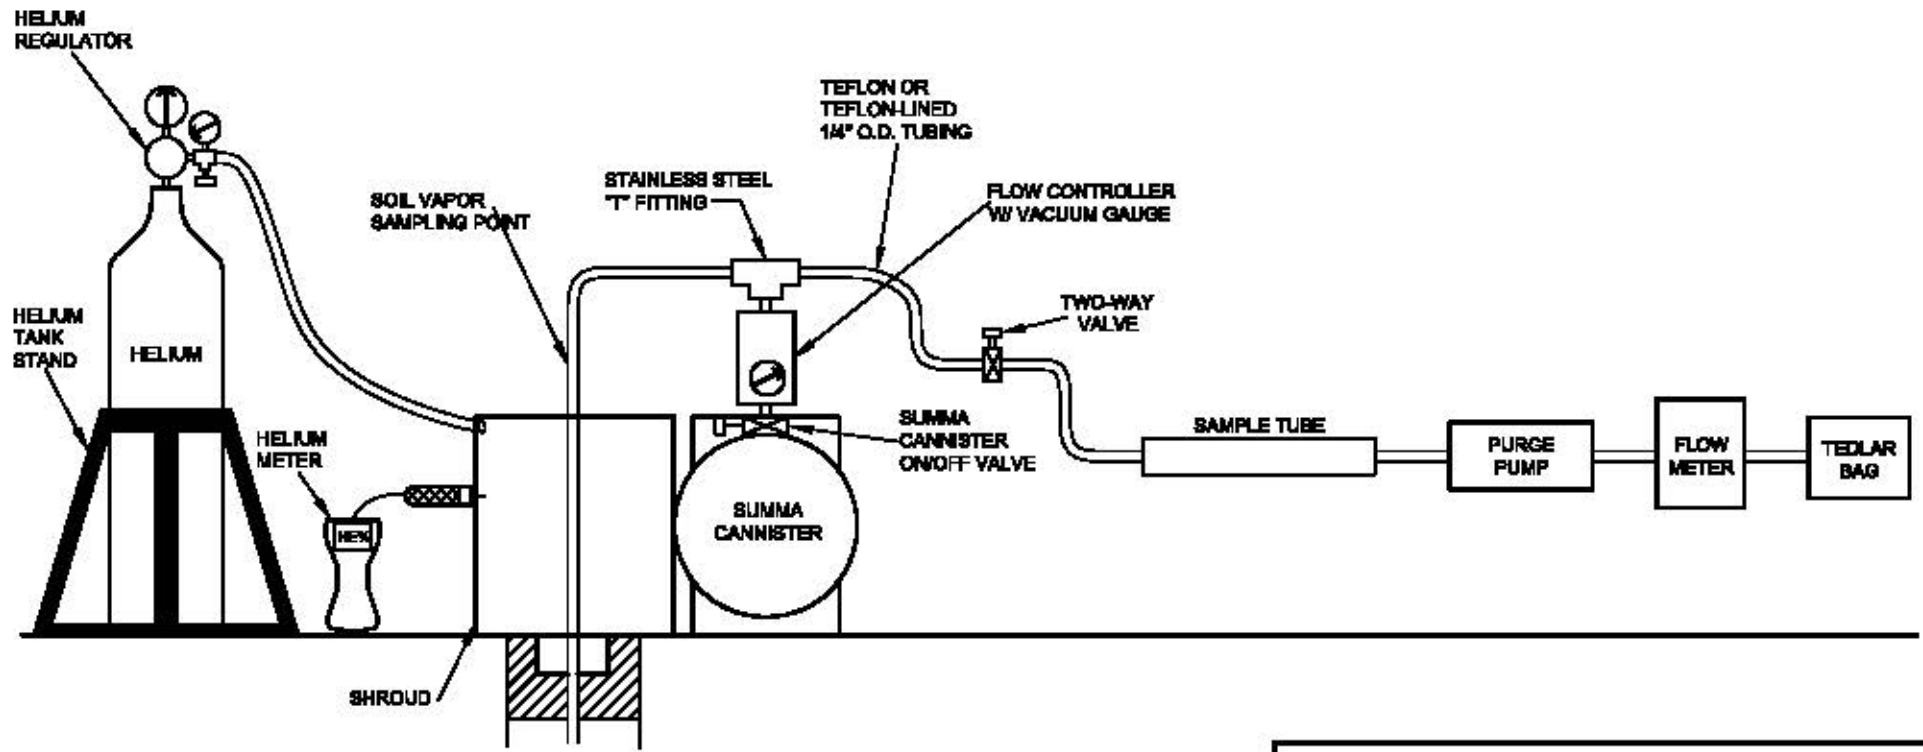 HELIUM
REGULATOR
TEFLON OR
TEFLON-LINED
1/4" O.D. TUBING
STAINLESS STEEL
"T" FITTING
SOIL VAPOR
SAMPLING POINT
FLOW CONTROLLER
W/ VACUUM GAUGE
TWO-WAY
VALVE
HELIUM
TANK
STAND
HELIUM
HELIUM
METER
SUMMA
CANNISTER
ON/OFF VALVE
SAMPLE TUBE
PURGE
PUMP
FLOW
METER
TEDLAR
BAG
SUMMA
CANNISTER
HE%
SHROUD